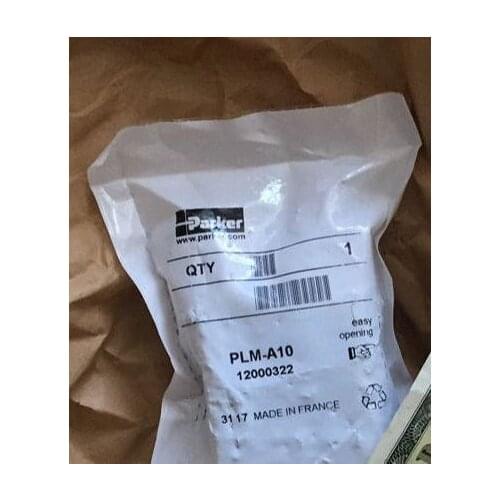 Parker
www.parker.com
QTY 1
easy
opening
PLM-A10
12000322
3117 MADE IN FRANCE